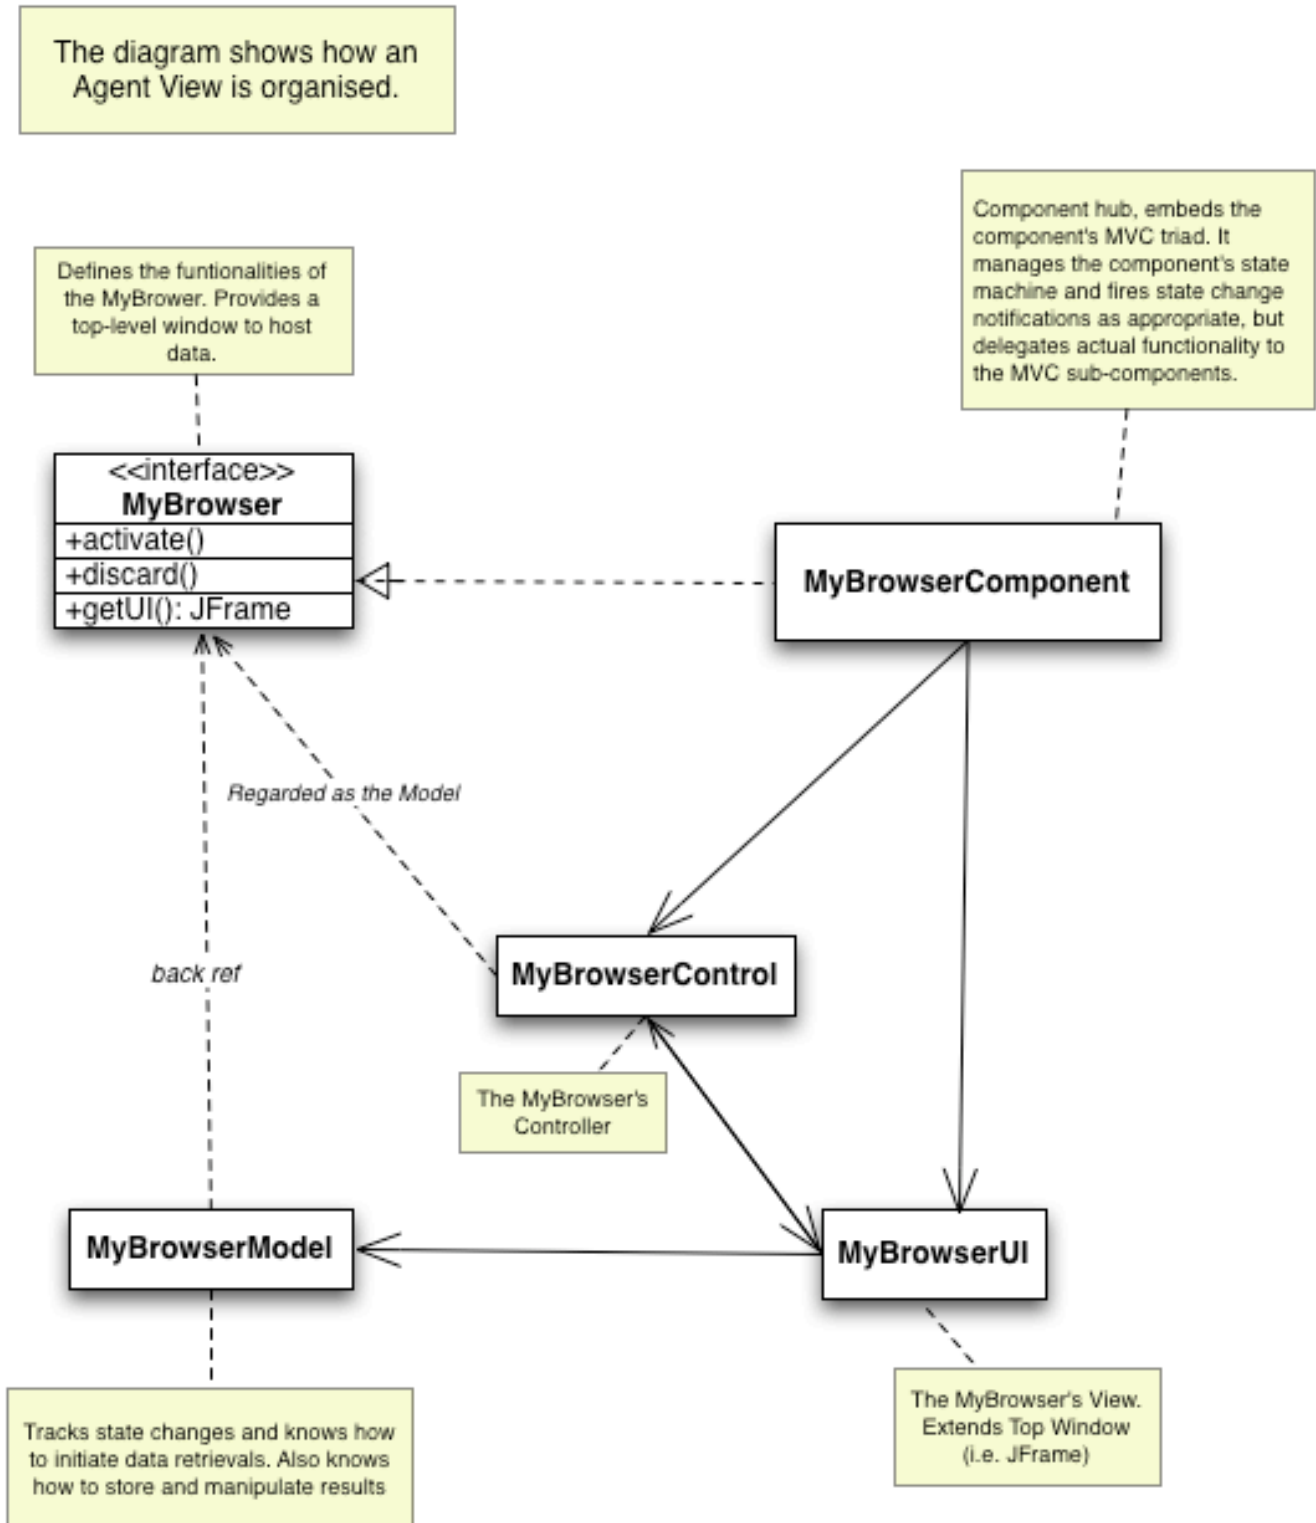 The diagram shows how an
Agent View is organised.
Component hub, embeds the
component's MVC triad. It
manages the component's state
machine and fires state change
notifications as appropriate, but
delegates actual functionality to
the MVC sub-components.
Defines the funtionalities of
the MyBrower. Provides a
top-level window to host
data.
<<interface>>
MyBrowser
+activate()
+discard()
+getUI(): JFrame
MyBrowserComponent
Regarded as the Model
back ref
MyBrowserControl
The MyBrowser's
Controller
MyBrowserModel
MyBrowserUI
Tracks state changes and knows how
to initiate data retrievals. Also knows
how to store and manipulate results
The MyBrowser's View.
Extends Top Window
(i.e. JFrame)